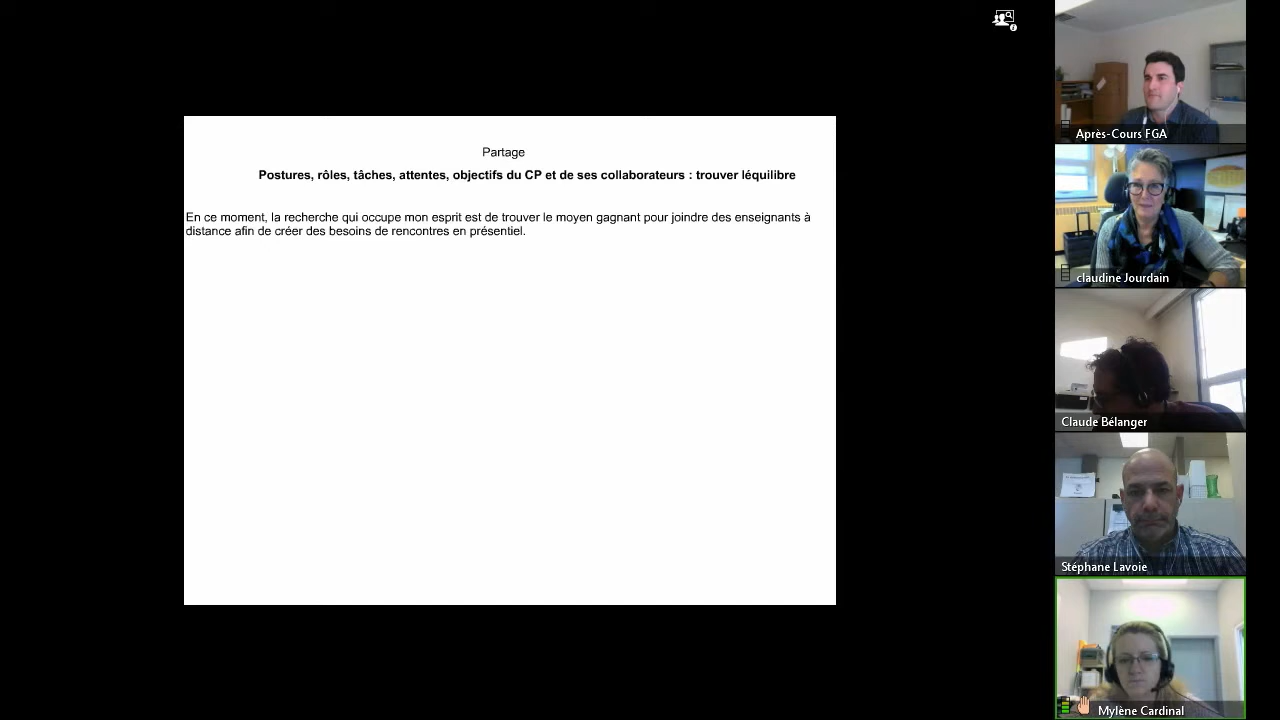 Partage
Postures, rôles, tâches, attentes, objectifs du CP et de ses collaborateurs : trouver léquilibre
En ce moment, la recherche qui occupe mon esprit est de trouver le moyen gagnant pour joindre des enseignants à
distance afin de créer des besoins de rencontres en présentiel.
Après-Cours FGA
claudine Jourdain
Claude Bélanger
Stéphane Lavoie
Mylène Cardinal